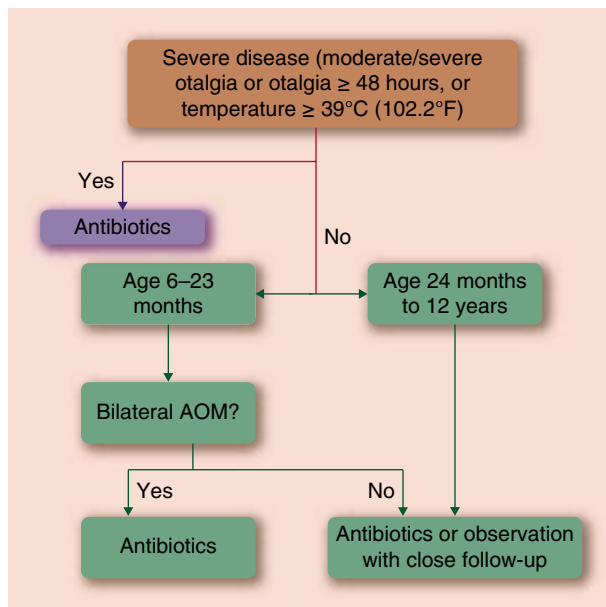 Severe disease (moderate/severe
otalgia or otalgia ≥ 48 hours, or
temperature ≥ 39°C (102.2°F)
Yes
Antibiotics
No
Age 6–23
months
Age 24 months
to 12 years
Bilateral AOM?
Yes
No
Antibiotics
Antibiotics or observation
with close follow-up